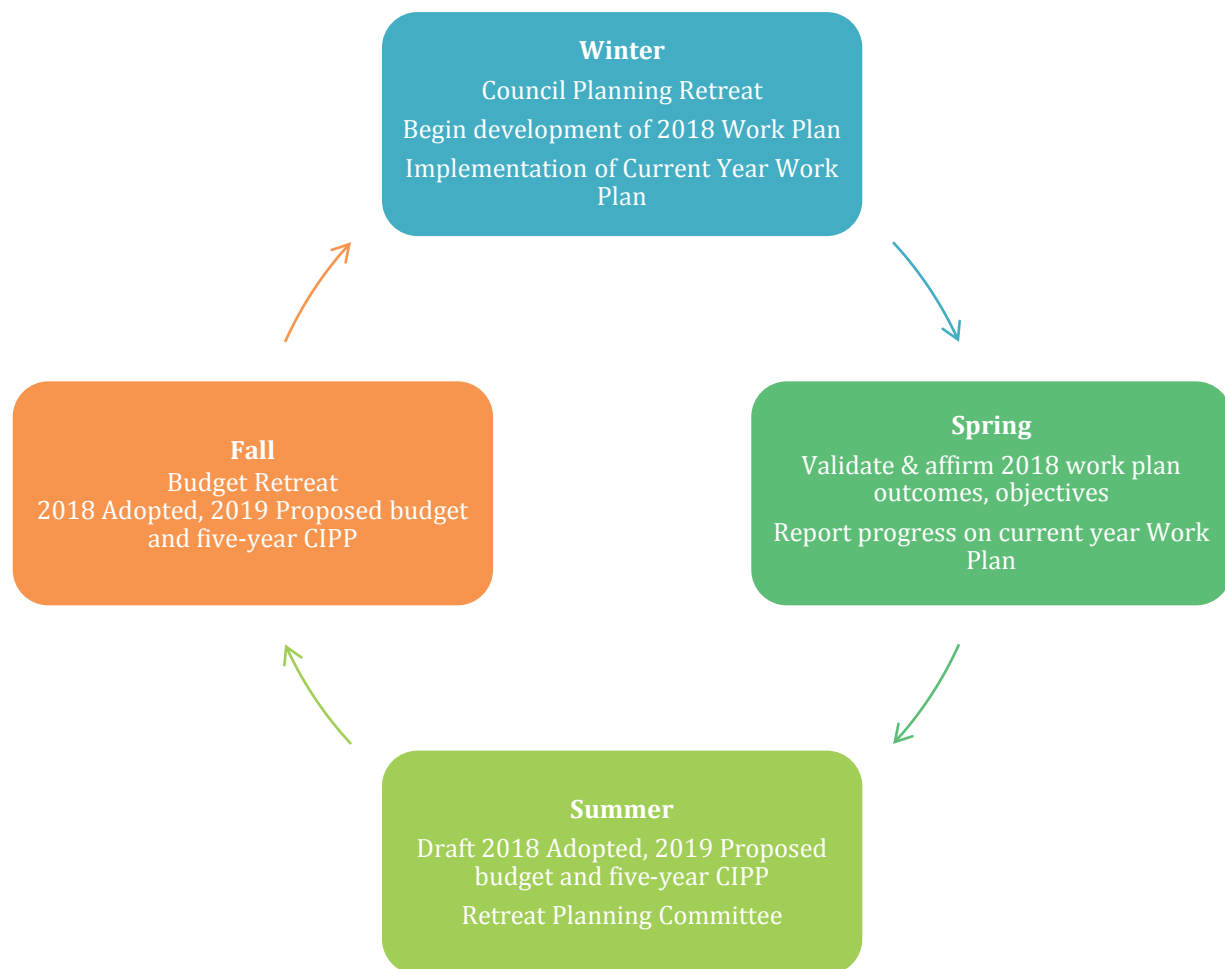 Winter
Council Planning Retreat
Begin development of 2018 Work Plan
Implementation of Current Year Work
Plan
Fall
Budget Retreat
2018 Adopted, 2019 Proposed budget
and five-year CIPP
Spring
Validate & affirm 2018 work plan
outcomes, objectives
Report progress on current year Work
Plan
Summer
Draft 2018 Adopted, 2019 Proposed
budget and five-year CIPP
Retreat Planning Committee